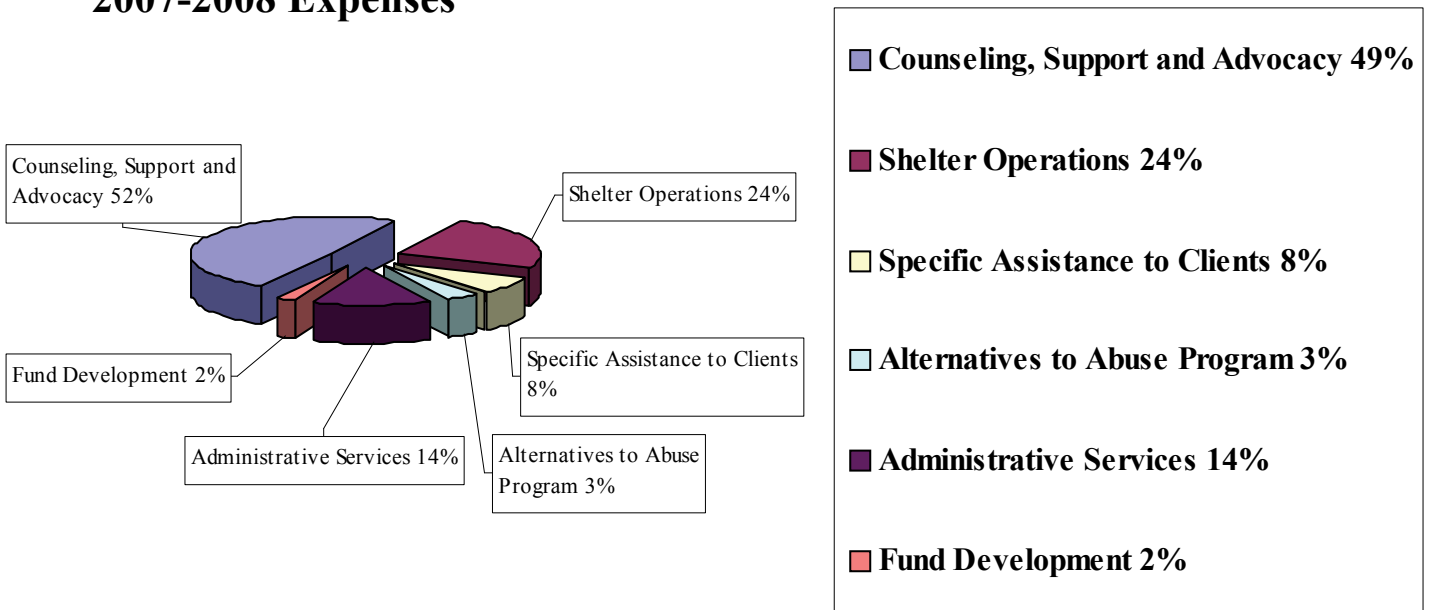 2007-2008 Expenses
Counseling, Support and
Advocacy 52%
Shelter Operations 24%
Fund Development 2%
Specific Assistance to Clients
8%
Administrative Services 14%
Alternatives to Abuse
Program 3%
Counseling, Support and Advocacy 49%
Shelter Operations 24%
Specific Assistance to Clients 8%
Alternatives to Abuse Program 3%
Administrative Services 14%
Fund Development 2%